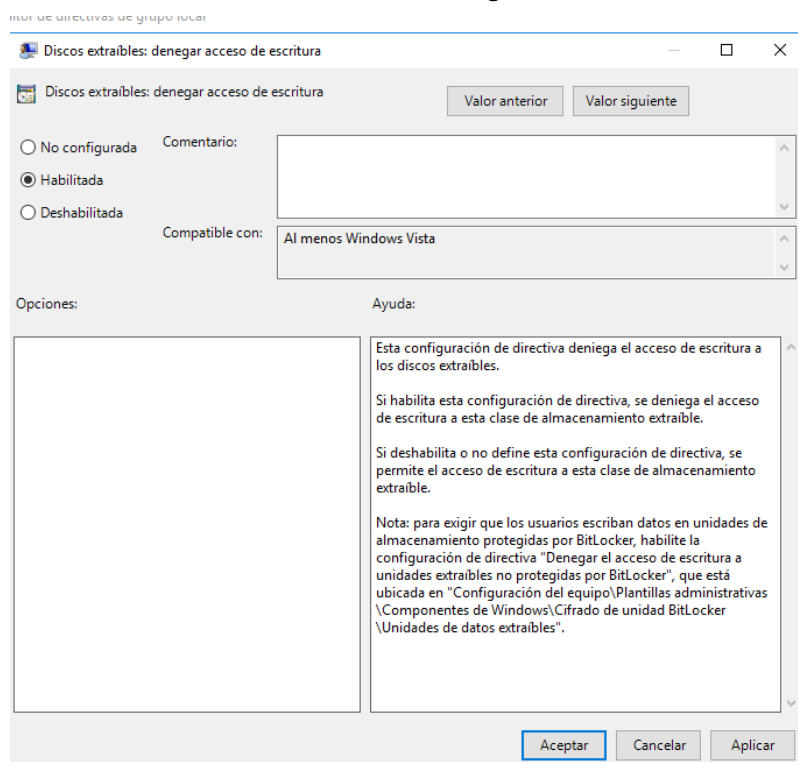 Editor de directivas de grupo local
Discos extraíbles: denegar acceso de escritura
Discos extraíbles: denegar acceso de escritura
Valor anterior
Valor siguiente
No configurada
Comentario:
Habilitada
Deshabilitada
Compatible con:
Al menos Windows Vista
Opciones:
Ayuda:
Esta configuración de directiva deniega el acceso de escritura a
los discos extraíbles.
Si habilita esta configuración de directiva, se deniega el acceso
de escritura a esta clase de almacenamiento extraíble.
Si deshabilita o no define esta configuración de directiva, se
permite el acceso de escritura a esta clase de almacenamiento
extraíble.
Nota: para exigir que los usuarios escriban datos en unidades de
almacenamiento protegidas por BitLocker, habilite la
configuración de directiva "Denegar el acceso de escritura a
unidades extraíbles no protegidas por BitLocker", que está
ubicada en "Configuración del equipo\Plantillas administrativas
\Componentes de Windows\Cifrado de unidad BitLocker
\Unidades de datos extraíbles".
Aceptar
Cancelar
Aplicar